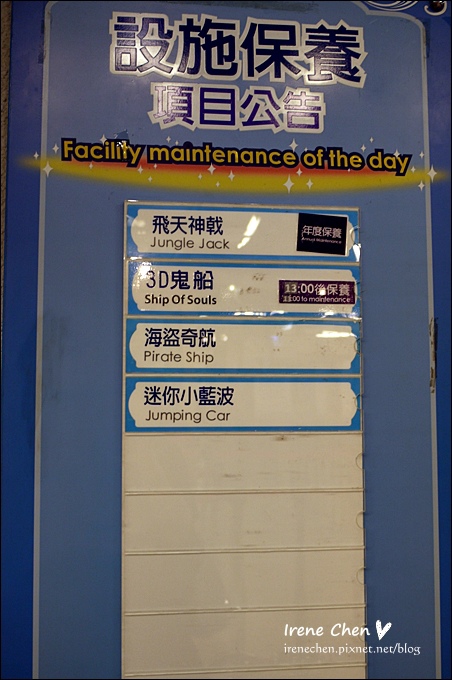 設施保養
項目公告
Facility maintenance of the day
飛天神戟
Jungle Jack
年度保養
Annual Maintenance
3D鬼船
Ship Of Souls
13:00後保養
13:00 to maintenance
海盜奇航
Pirate Ship
迷你小藍波
Jumping Car
Irene Chen
irenechen.pixnet.net/blog